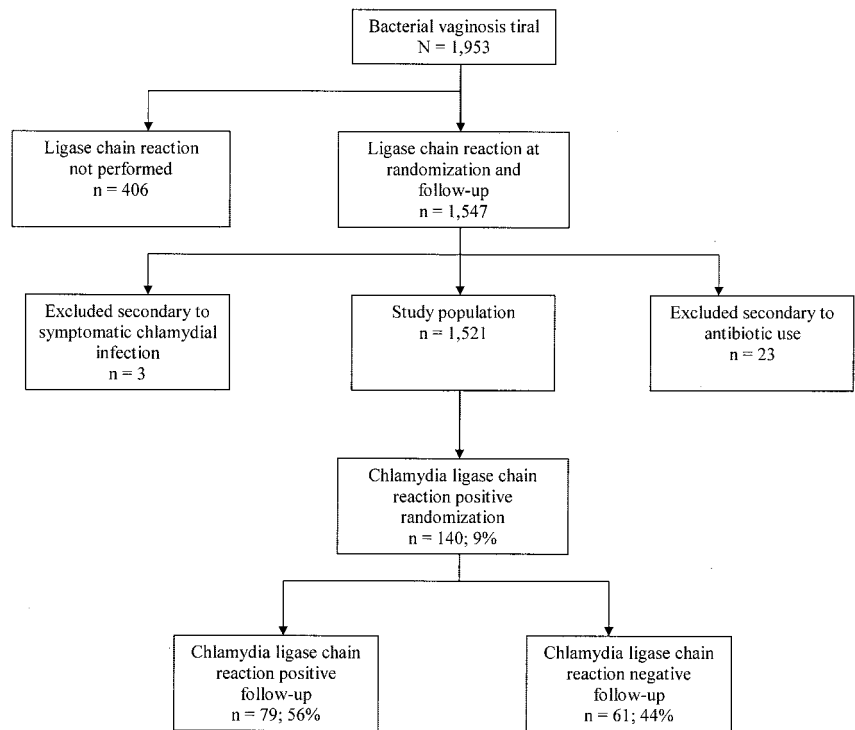 Bacterial vaginosis tiral
N = 1,953
Ligase chain reaction
not performed
n = 406
Ligase chain reaction at
randomization and
follow-up
n = 1,547
Excluded secondary to
symptomatic chlamydial
infection
n = 3
Study population
n = 1,521
Excluded secondary to
antibiotic use
n = 23
Chlamydia ligase chain
reaction positive
randomization
n = 140; 9%
Chlamydia ligase chain
reaction positive
follow-up
n = 79; 56%
Chlamydia ligase chain
reaction negative
follow-up
n = 61; 44%